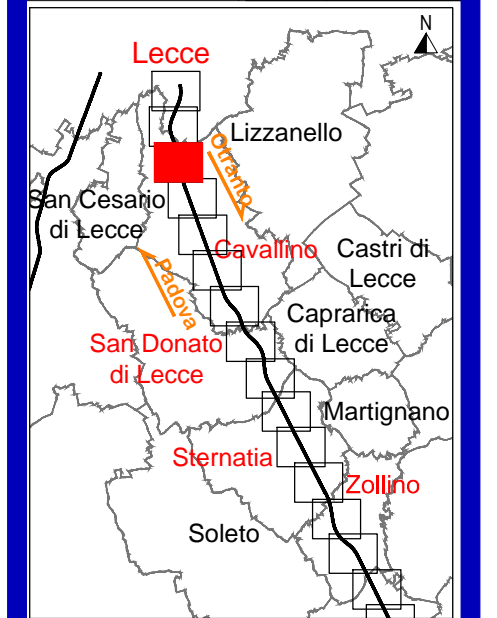 N
Lecce
Lizzanello
Otranto
San Cesario
di Lecce
Cavallino
Castri di
Lecce
Padova
Caprarica
di Lecce
San Donato
di Lecce
Martignano
Sternatia
Zollino
Soleto